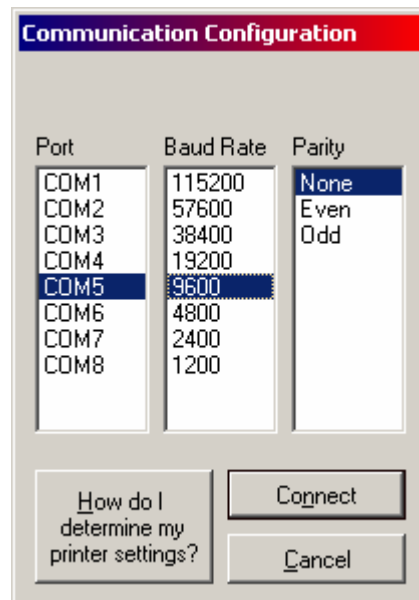 Communication Configuration
Port Baud Rate Parity
COM1 115200 None
COM2 57600 Even
COM3 38400 Odd
COM4 19200
COM5 9600
COM6 4800
COM7 2400
COM8 1200
How do I
determine my
printer settings?
Connect
Cancel